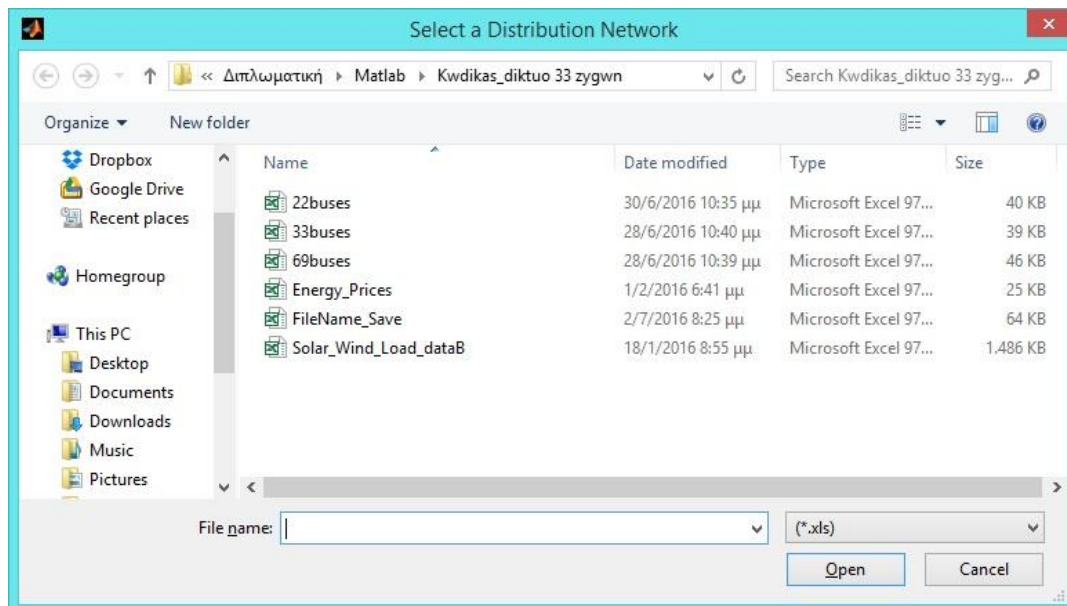 Select a Distribution Network
« Διπλωματική Matlab Kwdikas_diktuo 33 zygwn Search Kwdikas_diktuo 33 zyg...
Organize New folder
Name Date modified Type Size
Dropbox
Google Drive
Recent places
Homegroup
This PC
Desktop
Documents
Downloads
Music
Pictures
22buses 30/6/2016 10:35 μμ Microsoft Excel 97... 40 KB
33buses 28/6/2016 10:40 μμ Microsoft Excel 97... 39 KB
69buses 28/6/2016 10:39 μμ Microsoft Excel 97... 46 KB
Energy_Prices 1/2/2016 6:41 μμ Microsoft Excel 97... 25 KB
FileName_Save 2/7/2016 8:25 μμ Microsoft Excel 97... 64 KB
Solar_Wind_Load_dataB 18/1/2016 8:55 μμ Microsoft Excel 97... 1.486 KB
File name: (*.xls)
Open Cancel